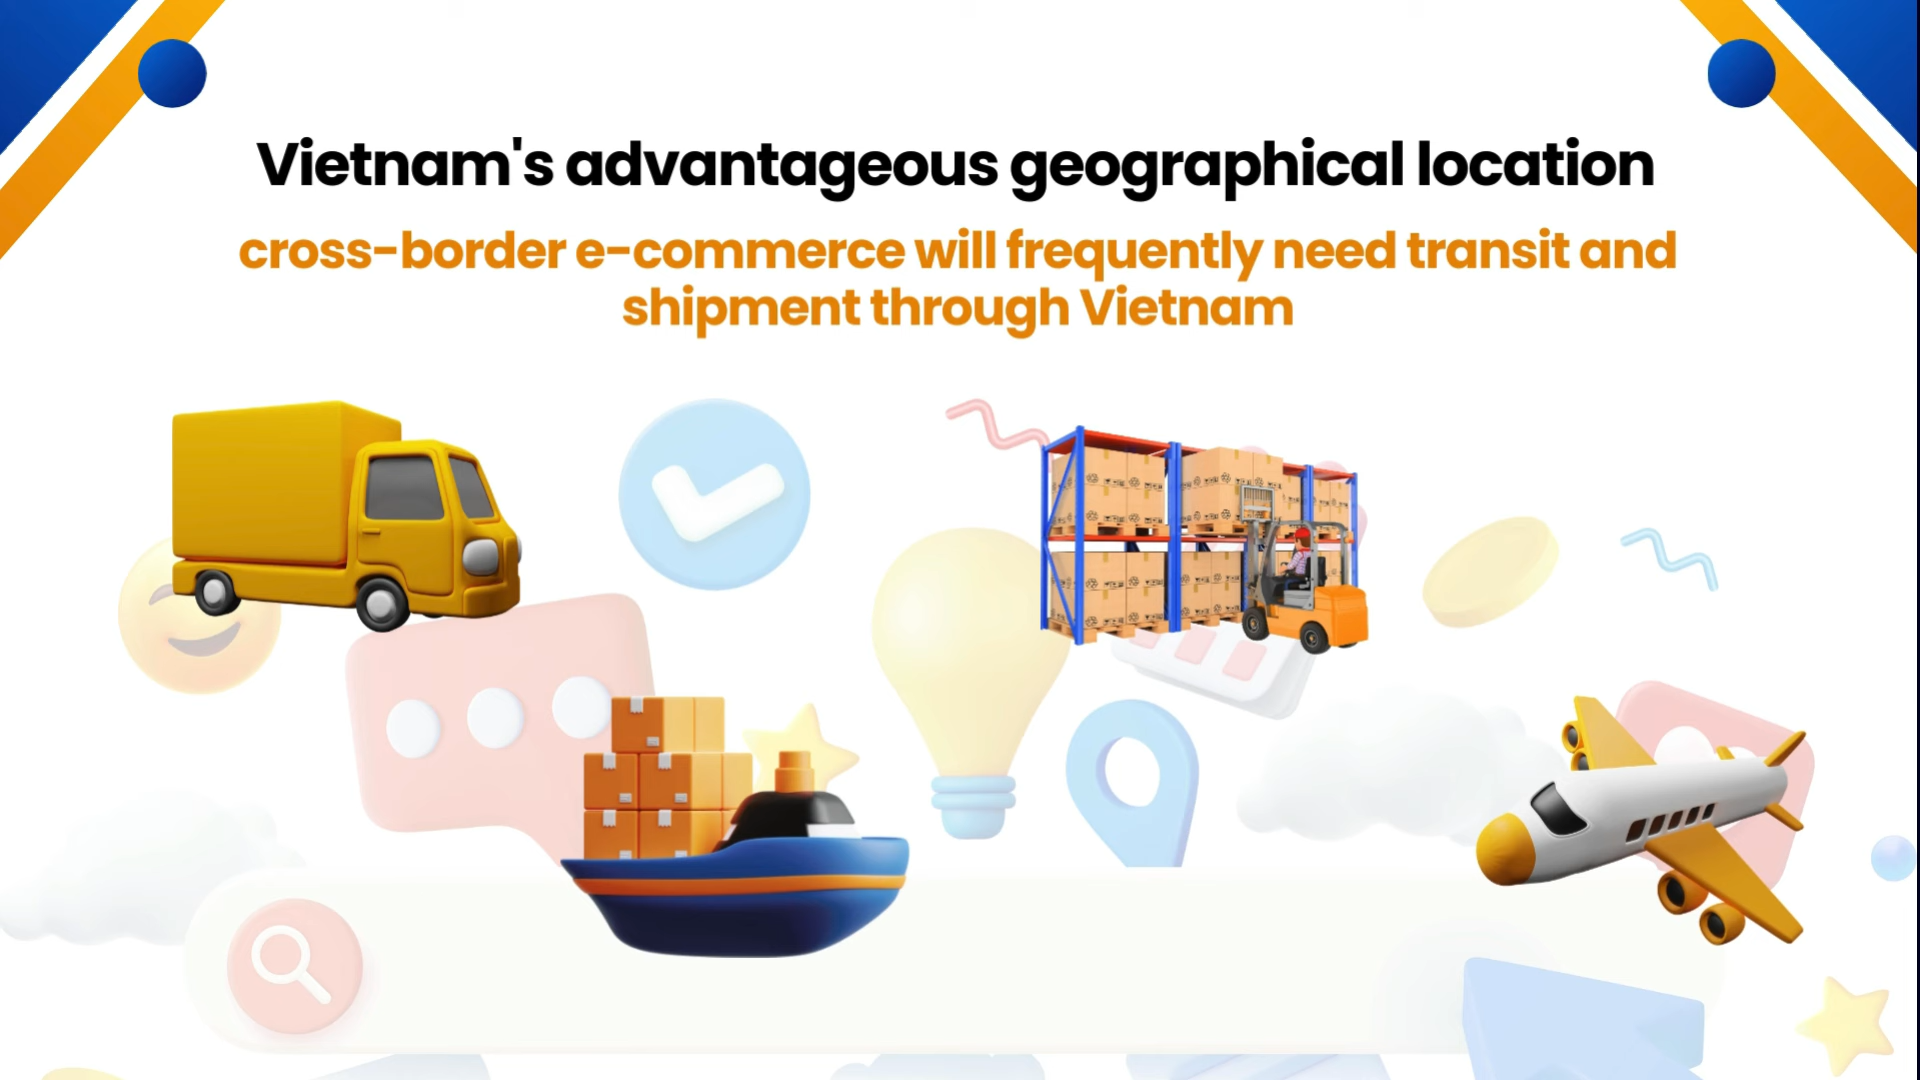 Vietnam's advantageous geographical location
cross-border e-commerce will frequently need transit and
shipment through Vietnam